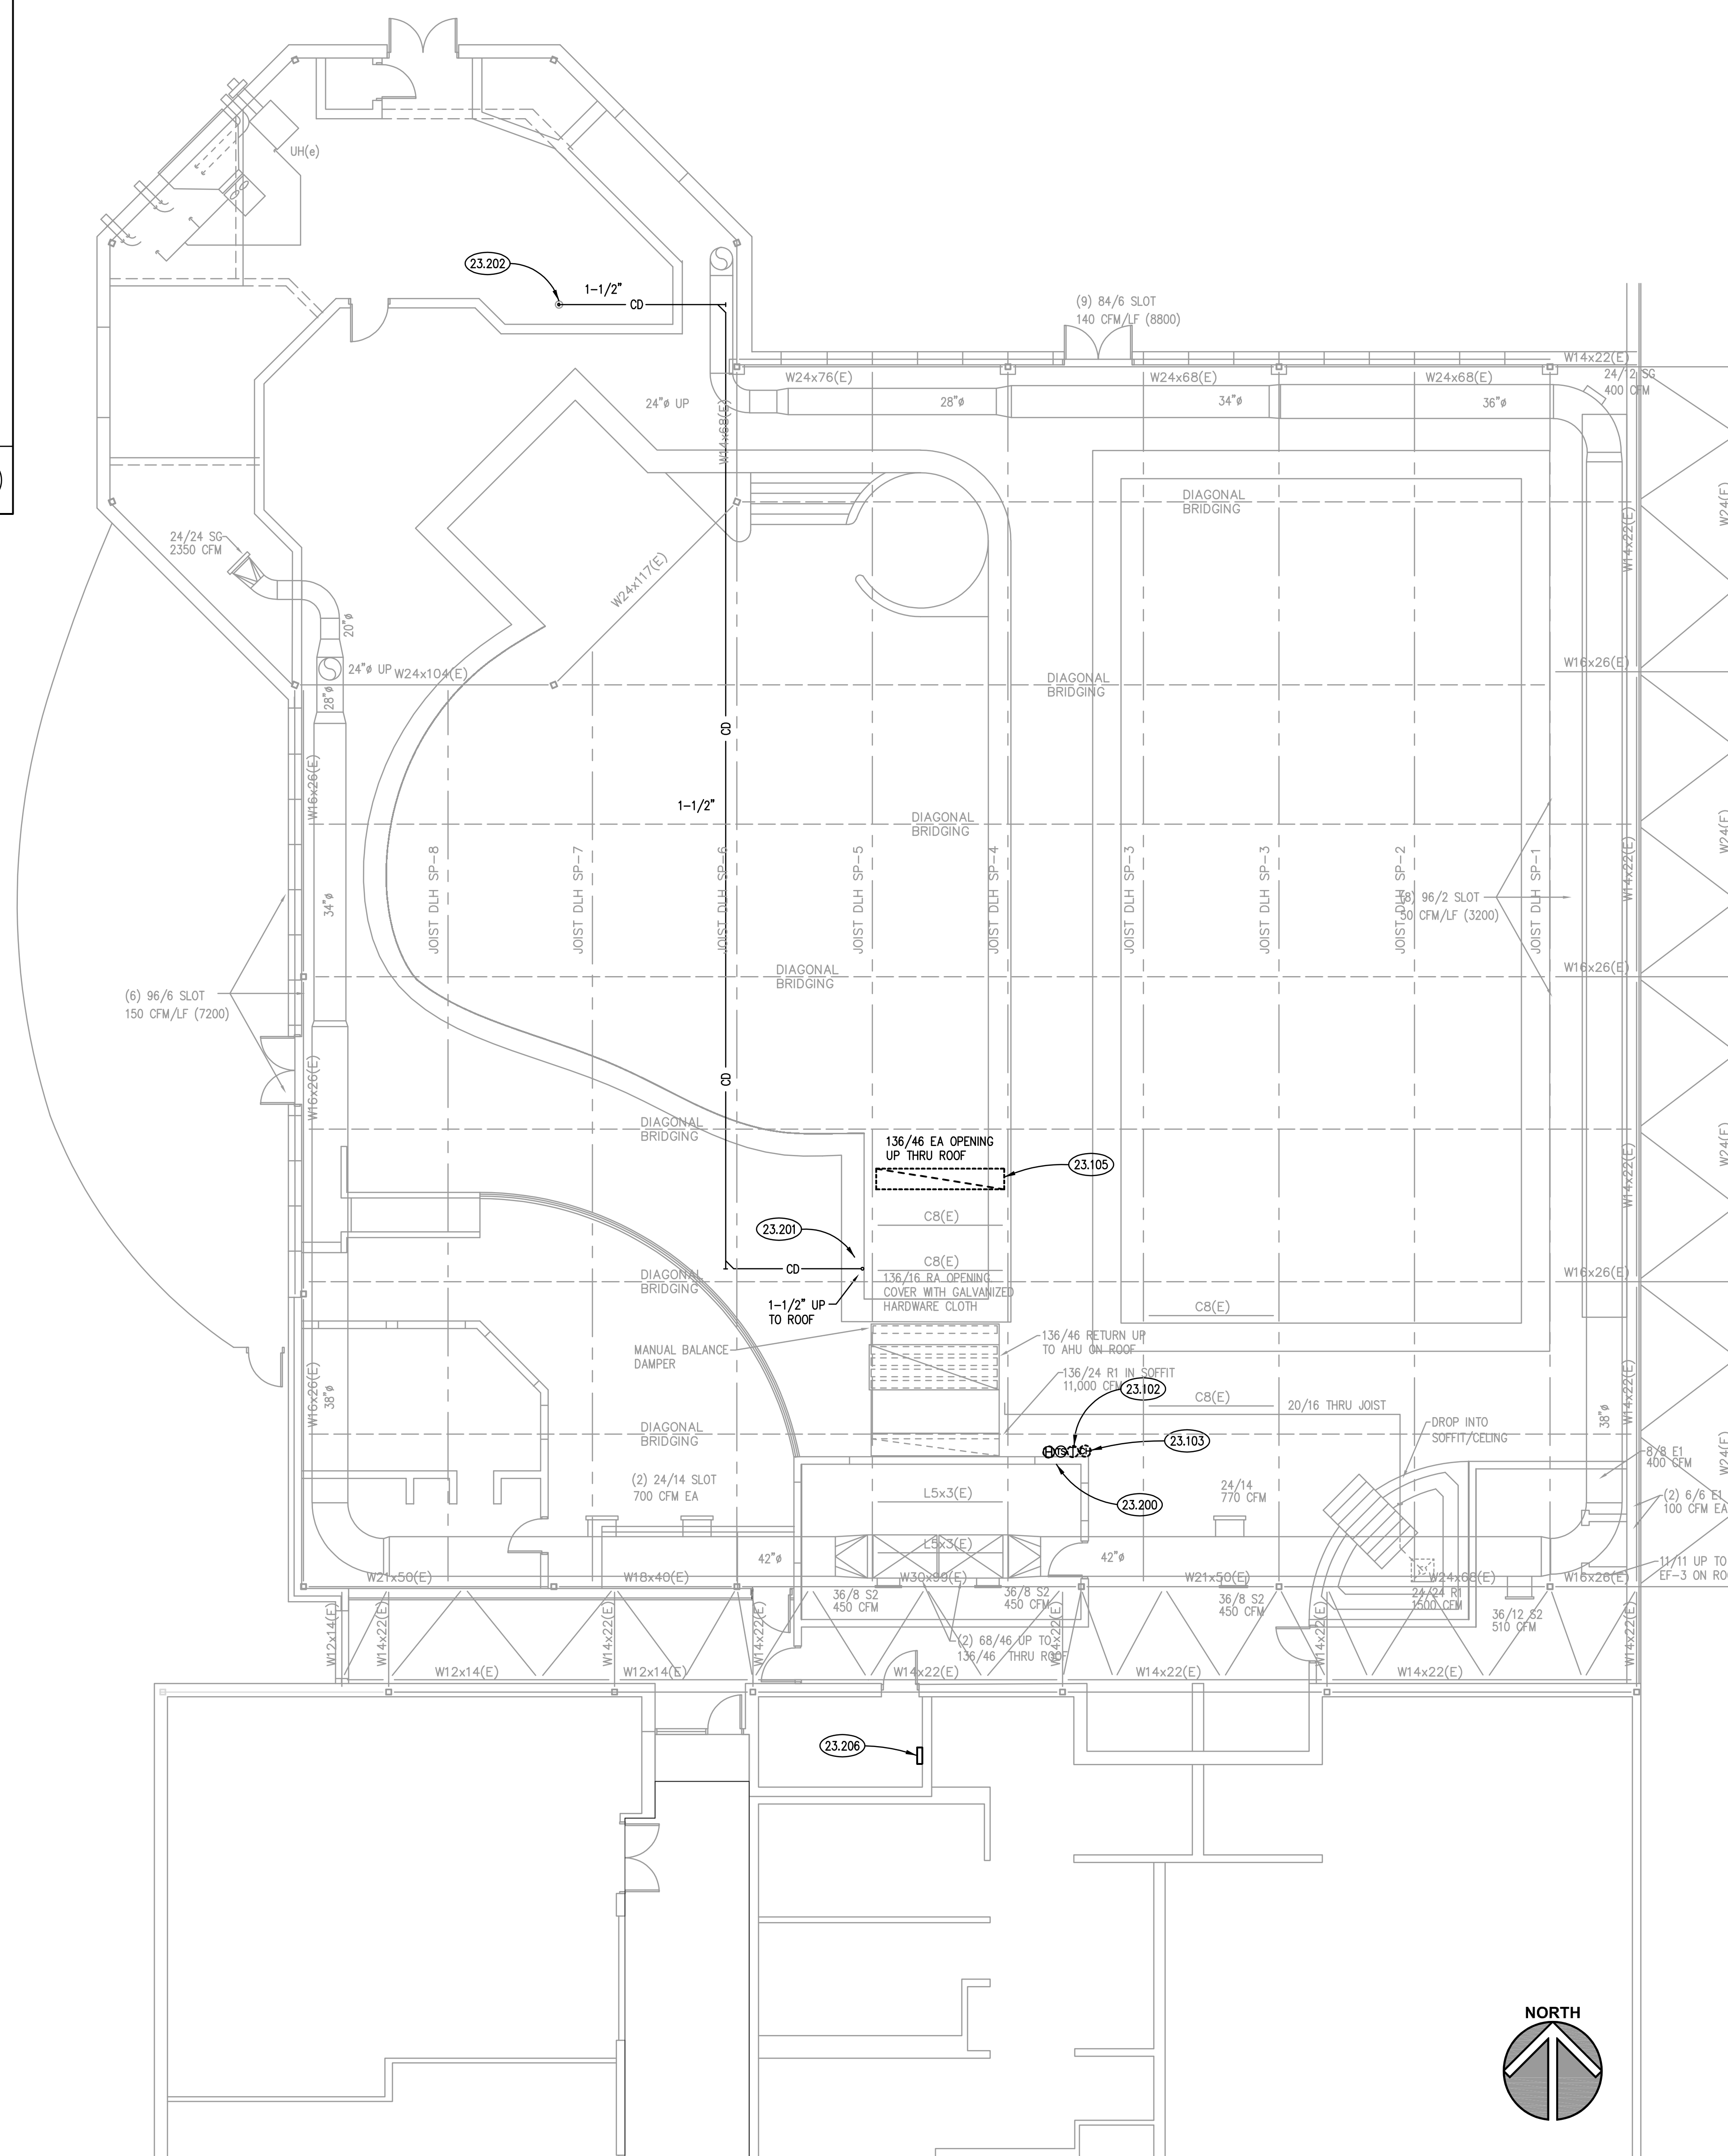 UH(e)
23.202
1-1/2"
CD
(9) 84/6 SLOT
140 CFM/LF (8800)
W14x22(E)
24/12 SG
400 CFM
W24x76(E)
W24x68(E)
W24x68(E)
24"ø UP
28"ø
34"ø
36"ø
W14x68(E)
DIAGONAL
BRIDGING
W24(E)
24/24 SG
2350 CFM
W14x22(E)
W24x117(E)
20"ø
24"ø UP
W24x104(E)
28"ø
DIAGONAL
BRIDGING
W16x26(E)
CD
W16x26(E)
1-1/2"
DIAGONAL
BRIDGING
W24(E)
JOIST DLH SP-8
JOIST DLH SP-7
JOIST DLH SP-6
JOIST DLH SP-5
JOIST DLH SP-4
JOIST DLH SP-3
JOIST DLH SP-3
JOIST DLH SP-2
JOIST DLH SP-1
W14x22(E)
34"ø
(8) 96/2 SLOT
50 CFM/LF (3200)
DIAGONAL
BRIDGING
W16x26(E)
(6) 96/6 SLOT
150 CFM/LF (7200)
W16x26(E)
CD
DIAGONAL
BRIDGING
136/46 EA OPENING
UP THRU ROOF
23.105
W24(E)
W14x22(E)
C8(E)
23.201
C8(E)
CD
DIAGONAL
BRIDGING
136/16 RA OPENING
COVER WITH GALVANIZED
HARDWARE CLOTH
W16x26(E)
1-1/2" UP
TO ROOF
C8(E)
MANUAL BALANCE
DAMPER
136/46 RETURN UP
TO AHU ON ROOF
136/24 R1 IN SOFFIT
11,000 CFM
23.102
W16x26(E)
38"ø
C8(E)
20/16 THRU JOIST
W14x22(E)
38"ø
DROP INTO
SOFFIT/CELING
DIAGONAL
BRIDGING
23.103
W24(E)
8/8 E1
400 CFM
(2) 24/14 SLOT
700 CFM EA
L5x3(E)
23.200
24/14
770 CFM
(2) 6/6 E1
100 CFM EA
L5x3(E)
42"ø
42"ø
11/11 UP TO
EF-3 ON
W21x50(E)
W18x40(E)
W30x99(E)
W21x50(E)
W24x68(E)
W16x26(E)
36/8 S2
450 CFM
36/8 S2
450 CFM
36/8 S2
450 CFM
24/24 R1
1500 CFM
36/12 S2
510 CFM
W12x14(E)
W14x22(E)
W14x22(E)
W14x22(E)
W14x22(E)
W14x22(E)
W14x22(E)
(2) 68/46 UP TO
136/46 THRU ROOF
W12x14(E)
W12x14(E)
W14x22(E)
W14x22(E)
W14x22(E)
23.206
NORTH